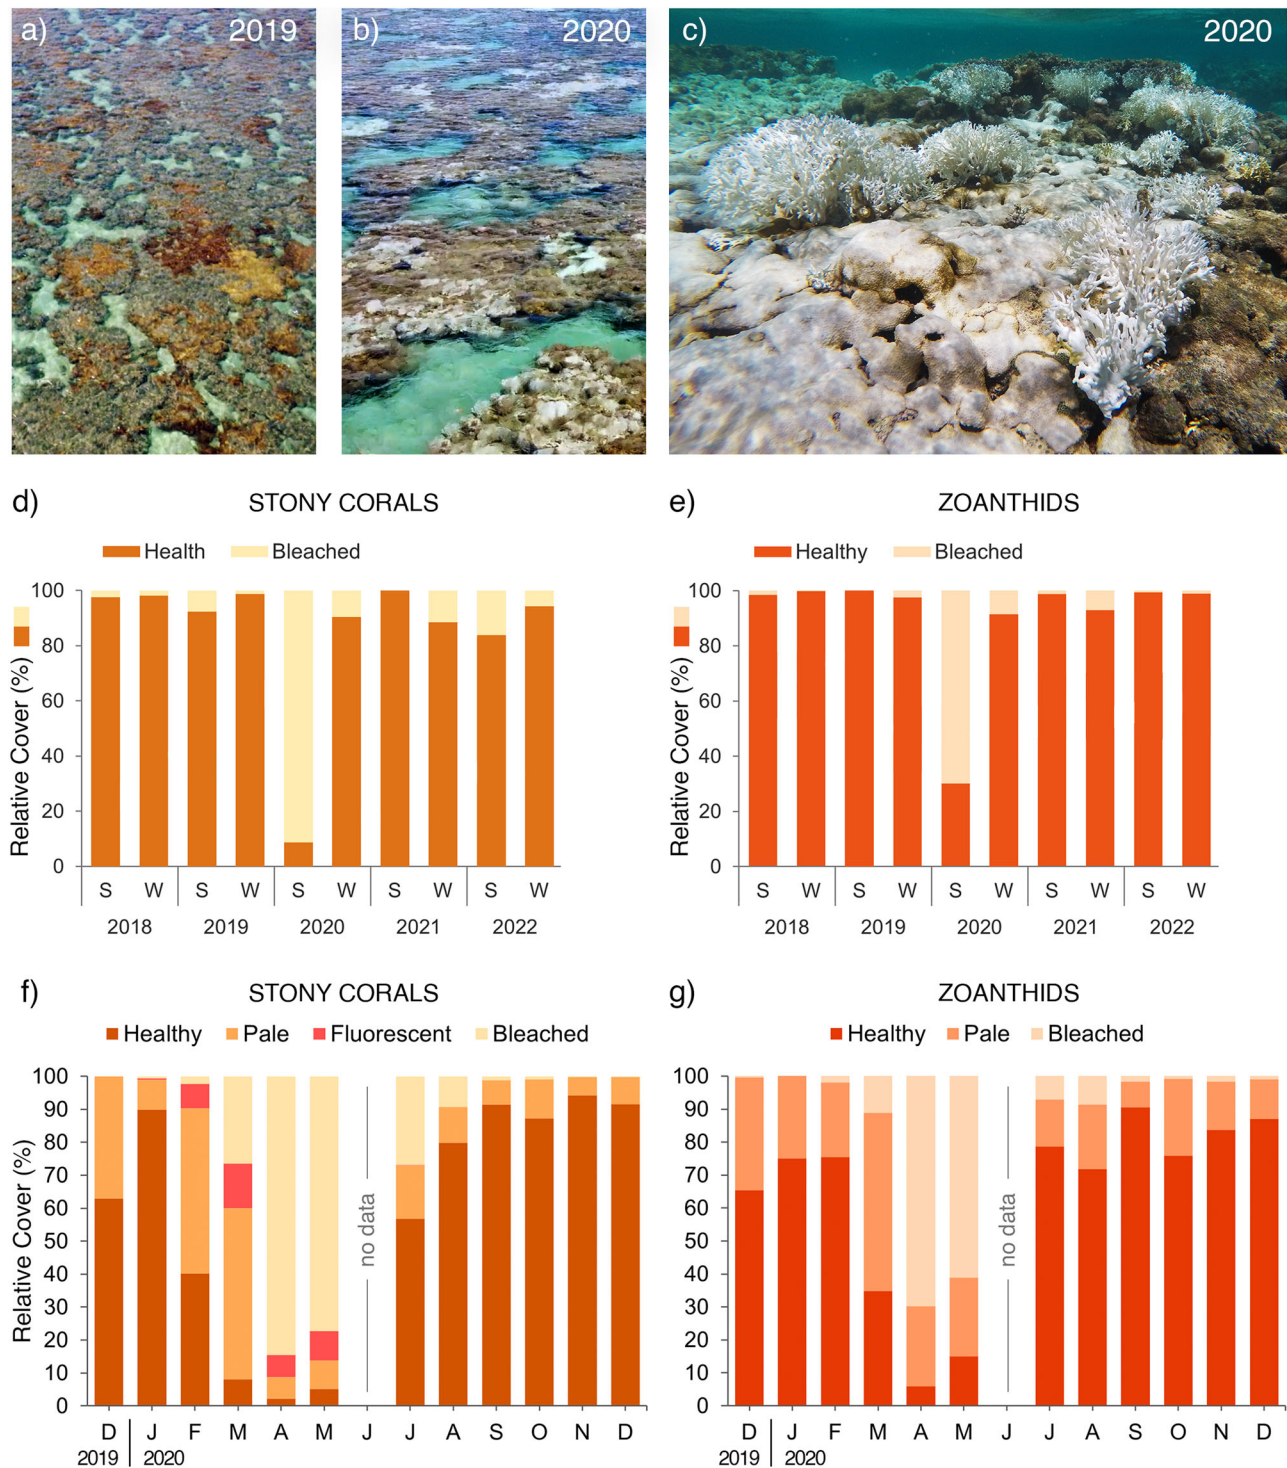 a) 2019
b) 2020
c) 2020
d) STONY CORALS
Health Bleached
Relative Cover (%)
100
80
60
40
20
0
S W S W S W S W S W
2018 2019 2020 2021 2022
e) ZOANTHIDS
Healthy Bleached
Relative Cover (%)
100
80
60
40
20
0
S W S W S W S W S W
2018 2019 2020 2021 2022
f) STONY CORALS
Healthy Pale Fluorescent Bleached
Relative Cover (%)
100
90
80
70
60
50
40
30
20
10
0
no data
D J F M A M J J A S O N D
2019 2020
g) ZOANTHIDS
Healthy Pale Bleached
Relative Cover (%)
100
90
80
70
60
50
40
30
20
10
0
no data
D J F M A M J J A S O N D
2019 2020